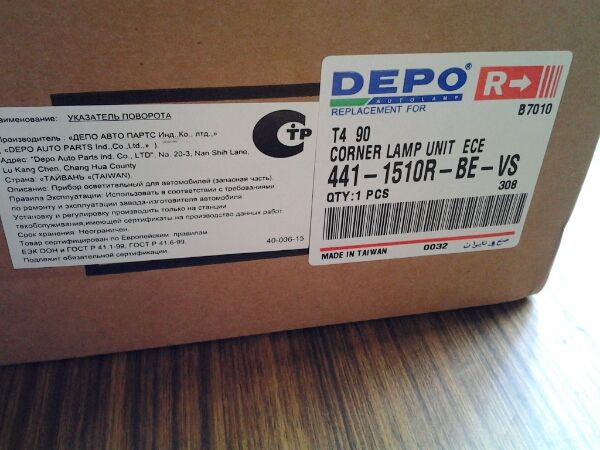 наименование: УКАЗАТЕЛЬ ПОВОРОТА
Производитель: «ДЕПО АВТО ПАРТС Инд.,Ко., лтд.,»
( «DEPO AUTO PARTS Ind.,Co.,Ltd.,» ).
Адрес: "Depo Auto Parts ind. Co., LTD", No. 20-3, Nan Shih Lane,
Lu Kang Chen, Chang Hua County
Страна: «ТАЙВАНЬ «(TAIWAN).
Описание: Прибор осветительный для автомобилей (запасная часть).
Правила Эксплуатации: Использовать в соответствии с требованиями
по ремонту и эксплуатации завода-изготовителя автомобиля
Установку и регулировку производить только на станции
техобслуживания,имеющей сертификаты на производство данных работ.
Срок хранения: Неограничен.
Товар сертифицирован по Европейским правилам
ЕЭК ООН и ГОСТ Р 41.1-99, ГОСТ Р 41.6-99.
Подлежит обязательной сертификации.
40-006-15
СТР
DEPO®
AUTOLAMP
R→
REPLACEMENT FOR
B7010
T4 90
CORNER LAMP UNIT ECE
441-1510R-BE-VS
QTY:1 PCS
308
MADE IN TAIWAN
0032